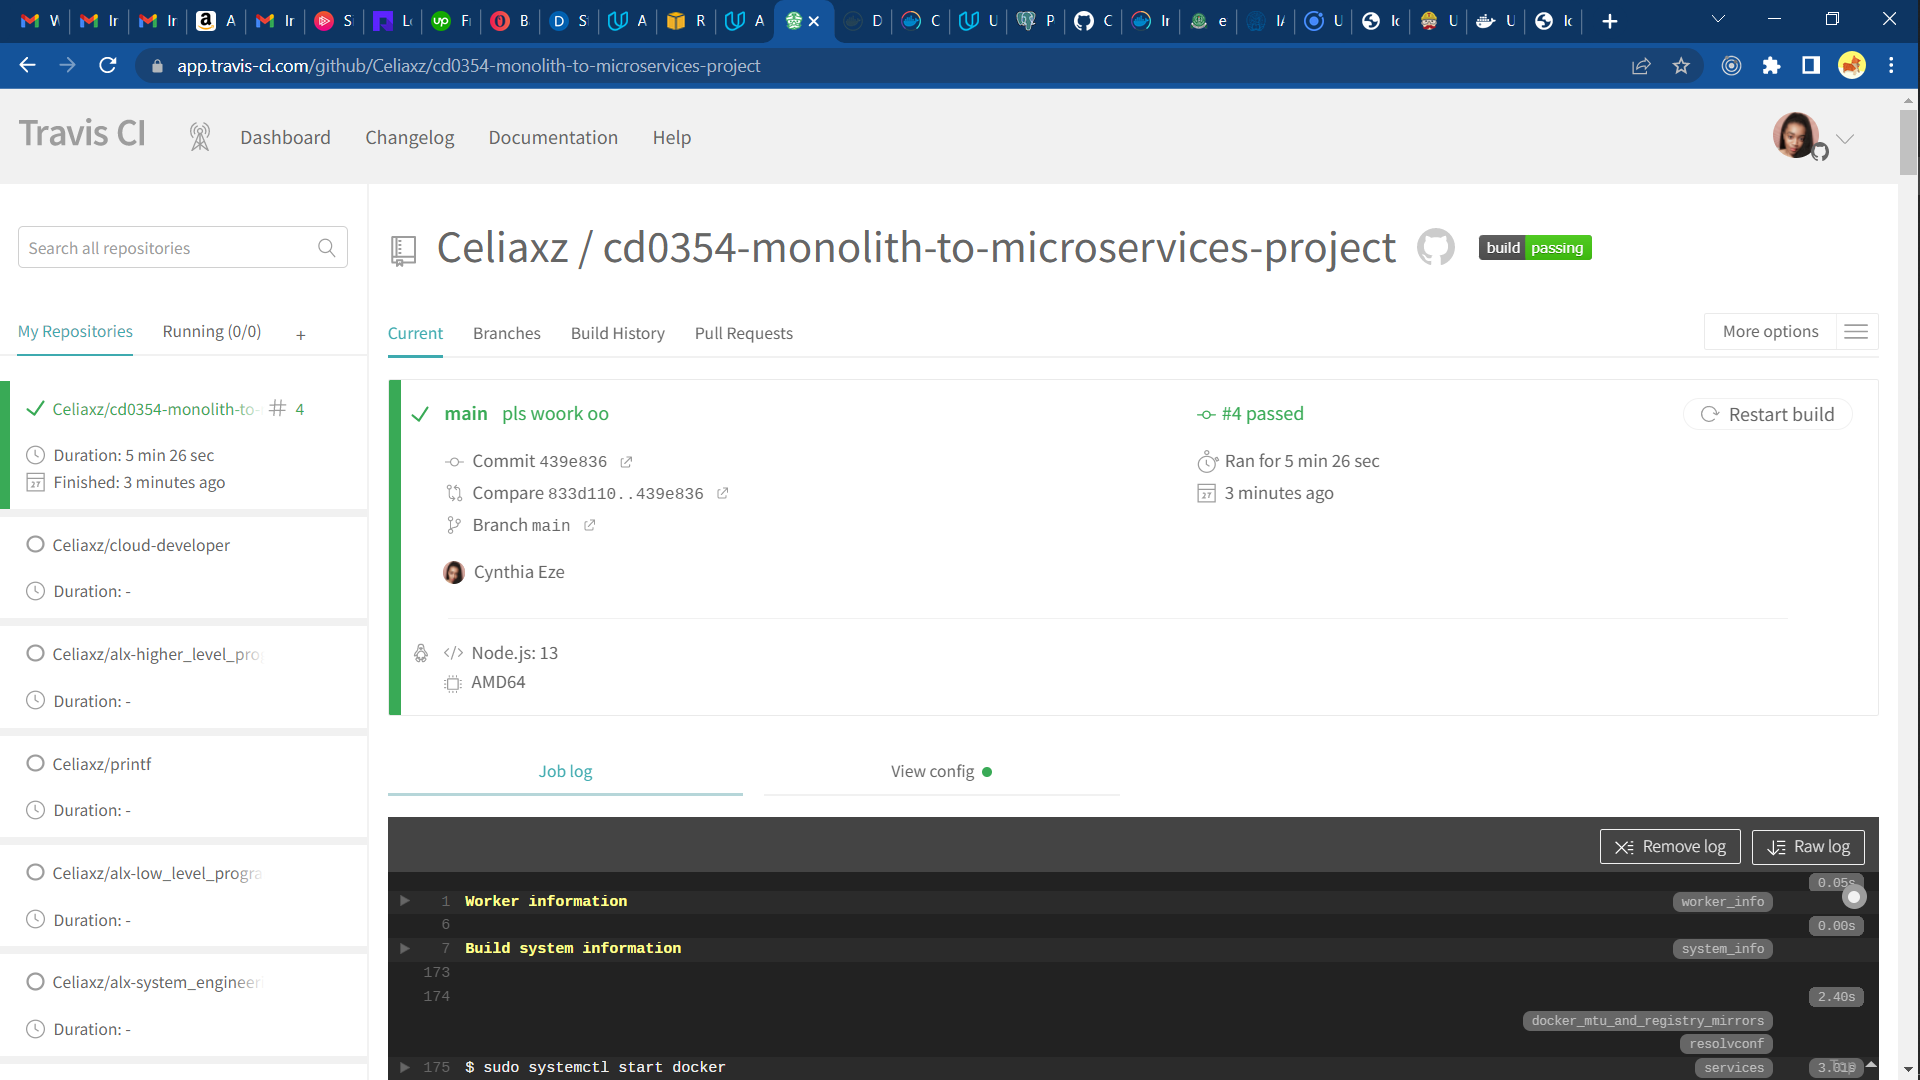 app.travis-ci.com/github/Celiaxz/cd0354-monolith-to-microservices-project
Travis CI
Dashboard
Changelog
Documentation
Help
Search all repositories
My Repositories
Running (0/0)
+
Celiaxz/cd0354-monolith-to-
# 4
Duration: 5 min 26 sec
Finished: 3 minutes ago
Celiaxz/cloud-developer
Duration: -
Celiaxz/alx-higher_level_pro
Duration: -
Celiaxz/printf
Duration: -
Celiaxz/alx-low_level_progra
Duration: -
Celiaxz/alx-system_engineer
Duration: -
Celiaxz / cd0354-monolith-to-microservices-project
build passing
Current
Branches
Build History
Pull Requests
More options
main pls woork oo
Commit 439e836
Compare 833d110..439e836
Branch main
Cynthia Eze
#4 passed
Ran for 5 min 26 sec
3 minutes ago
Restart build
Node.js: 13
AMD64
Job log
View config
Remove log
Raw log
0.05s
1 Worker information worker_info
6 0.00s
7 Build system information system_info
173
174 2.40s
docker_mtu_and_registry_mirrors
resolvconf
175 $ sudo systemctl start docker services 3.01s
Top